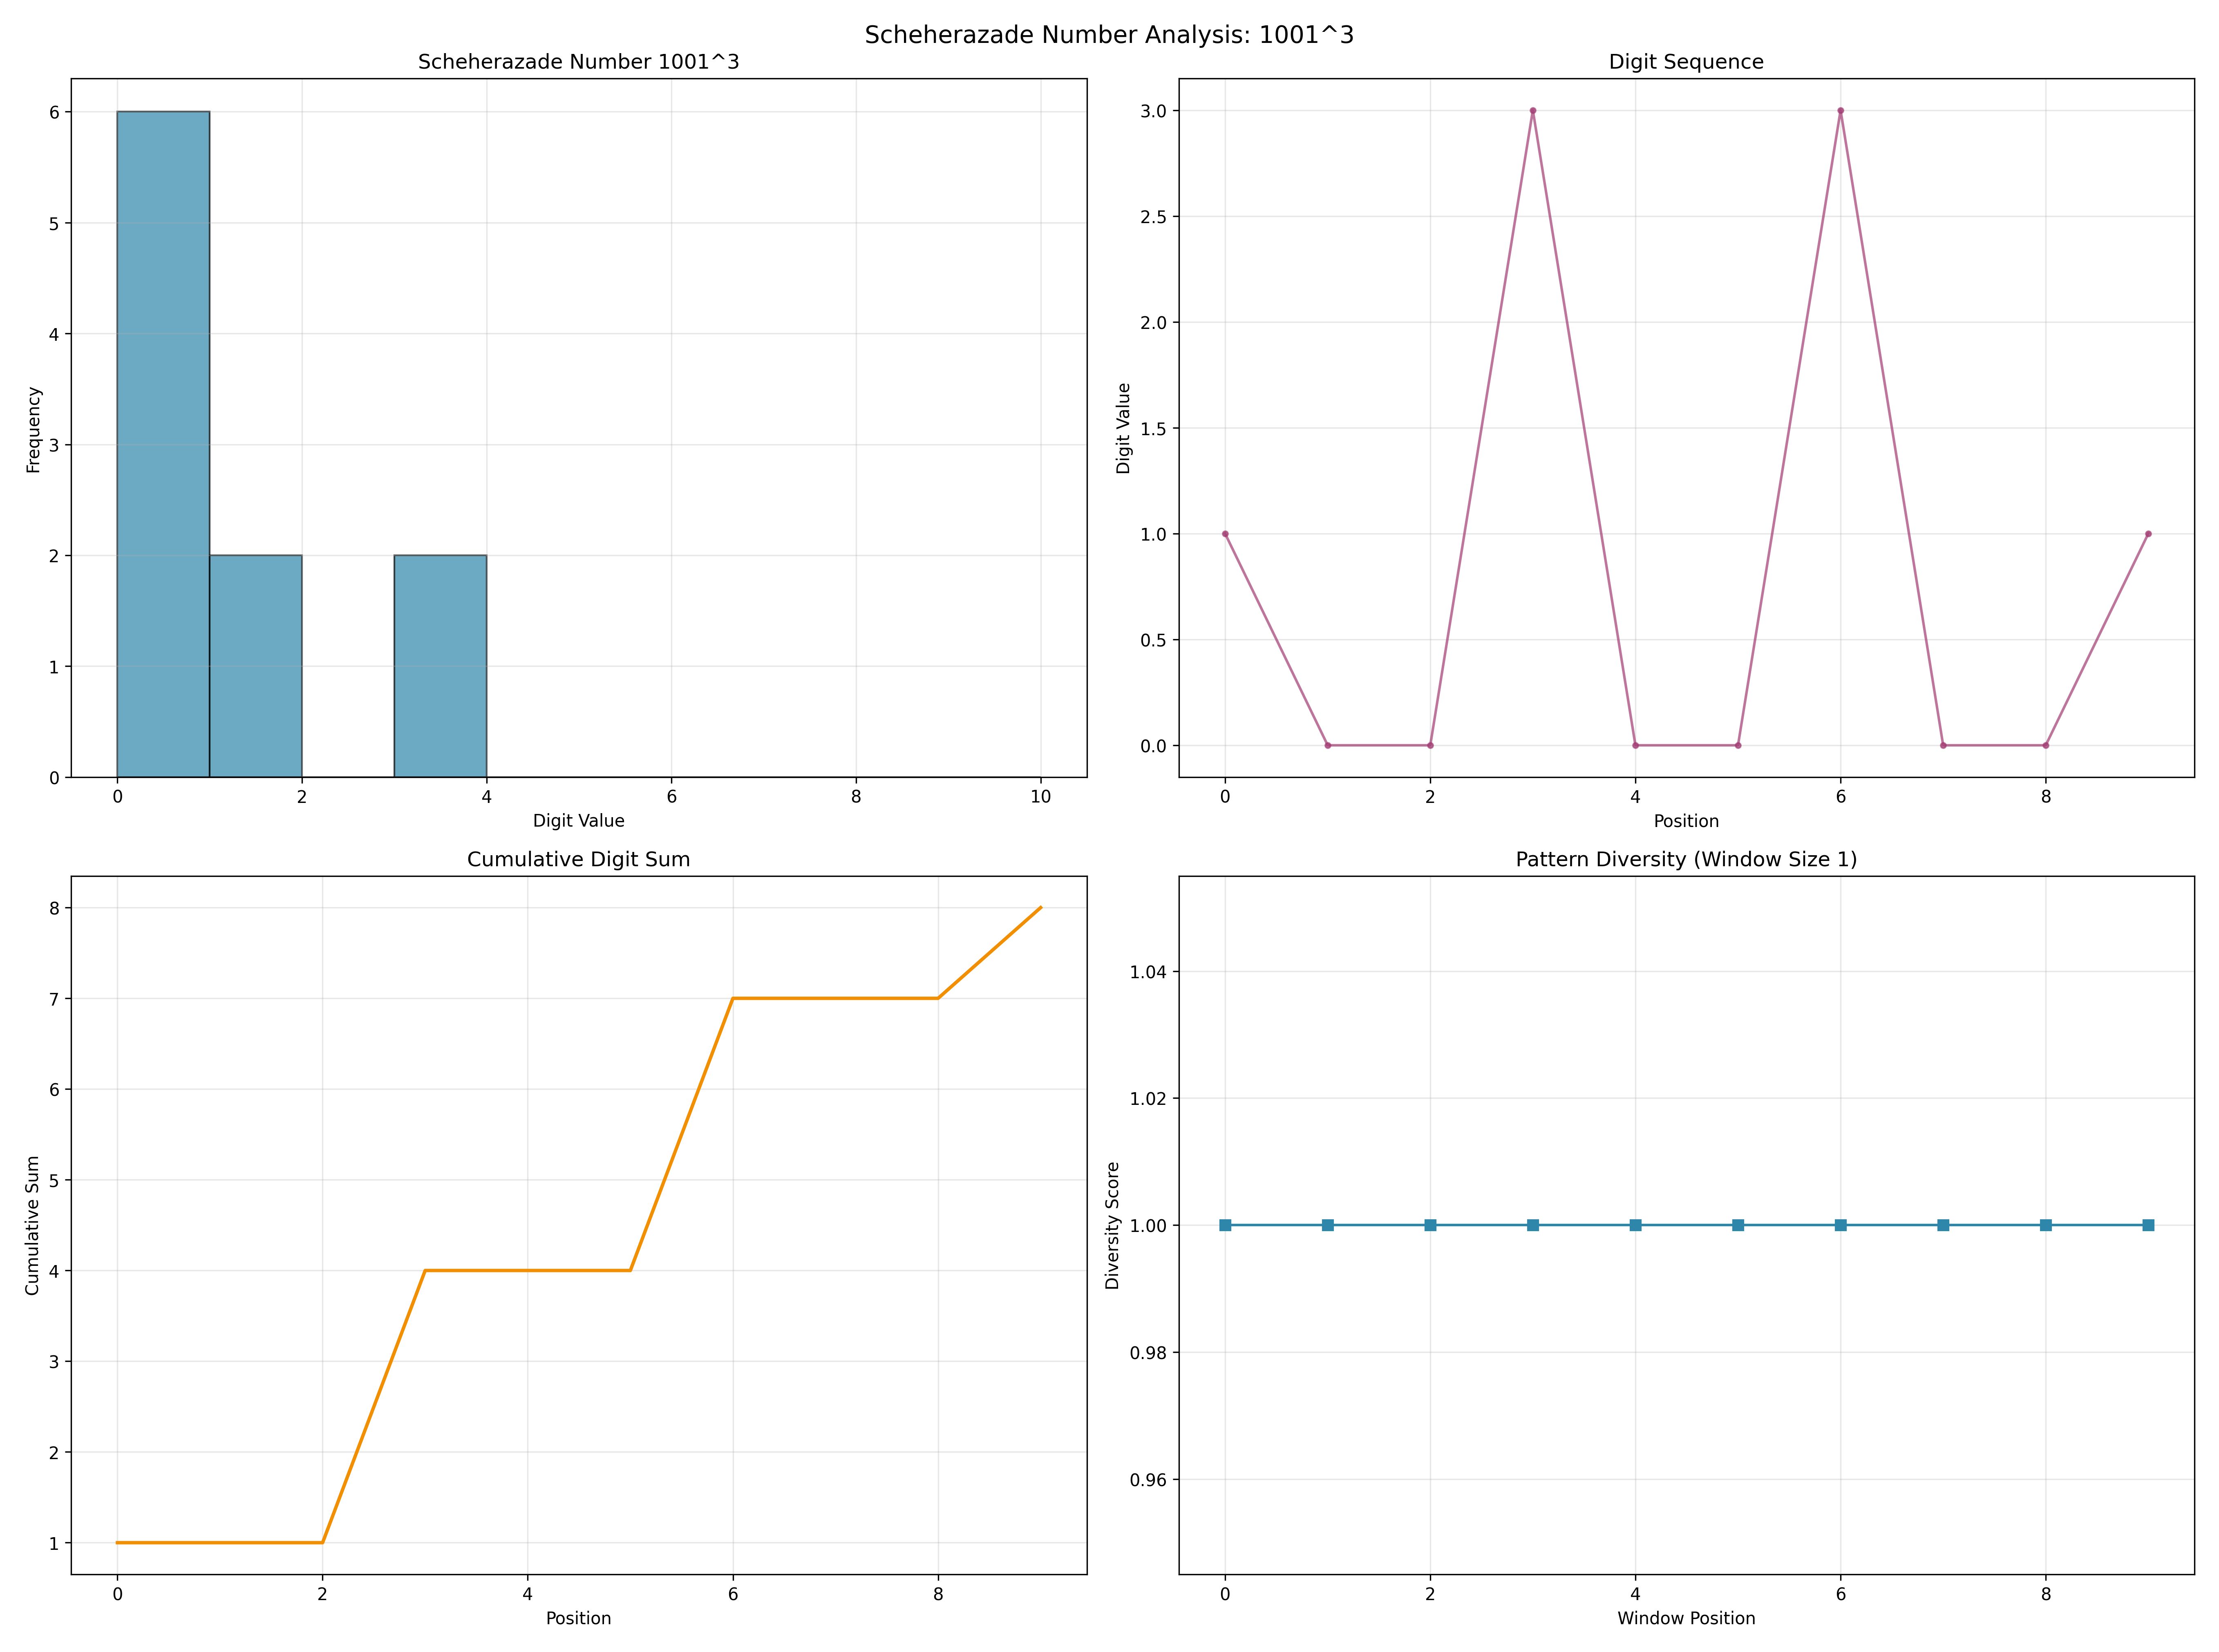 Scheherazade Number Analysis: 1001^3
Scheherazade Number 1001^3
6
5
4
3
2
1
0
Frequency
0 2 4 6 8 10
Digit Value
Digit Sequence
3.0
2.5
2.0
1.5
1.0
0.5
0.0
Digit Value
0 2 4 6 8
Position
Cumulative Digit Sum
8
7
6
5
4
3
2
1
Cumulative Sum
0 2 4 6 8
Position
Pattern Diversity (Window Size 1)
1.04
1.02
1.00
0.98
0.96
Diversity Score
0 2 4 6 8
Window Position